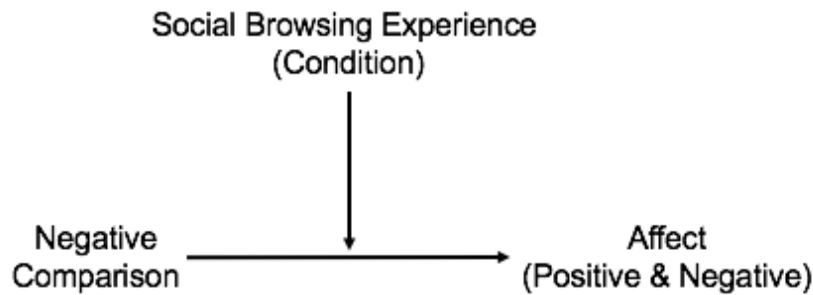 Social Browsing Experience
(Condition)
Negative
Comparison
Affect
(Positive & Negative)